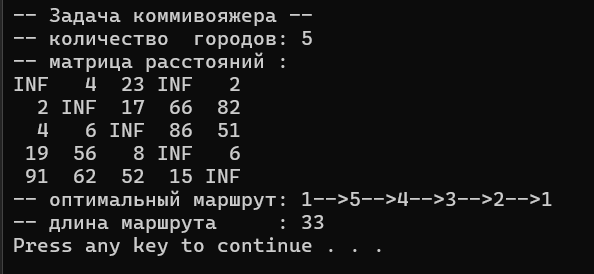 -- Задача коммивояжера --
-- количество  городов: 5
-- матрица расстояний :
INF   4  23 INF   2
  2 INF  17  66  82
  4   6 INF  86  51
 19  56   8 INF   6
 91  62  52  15 INF
-- оптимальный маршрут: 1-->5-->4-->3-->2-->1
-- длина маршрута     : 33
Press any key to continue . . .